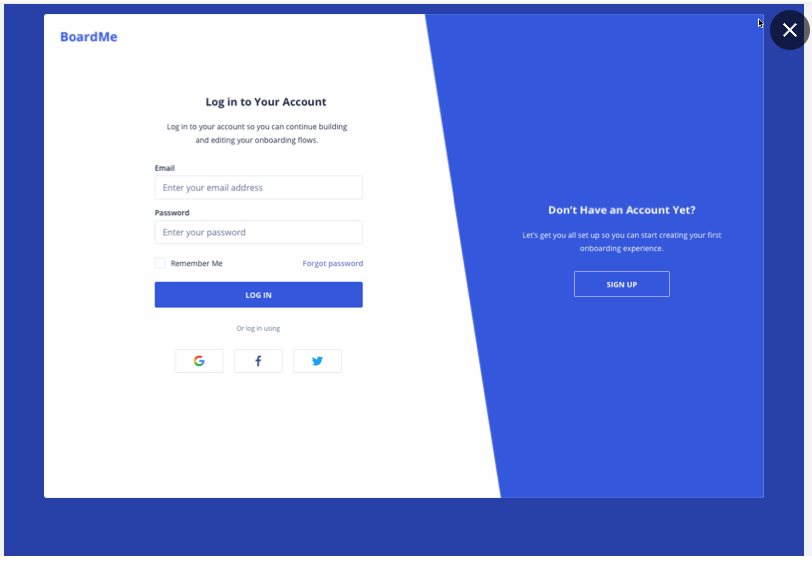 BoardMe
Log in to Your Account
Log in to your account so you can continue building
and editing your onboarding flows.
Email
Enter your email address
Password
Enter your password
Remember Me
Forgot password
LOG IN
Or log in using
Don't Have an Account Yet?
Let's get you all set up so you can start creating your first
onboarding experience.
SIGN UP